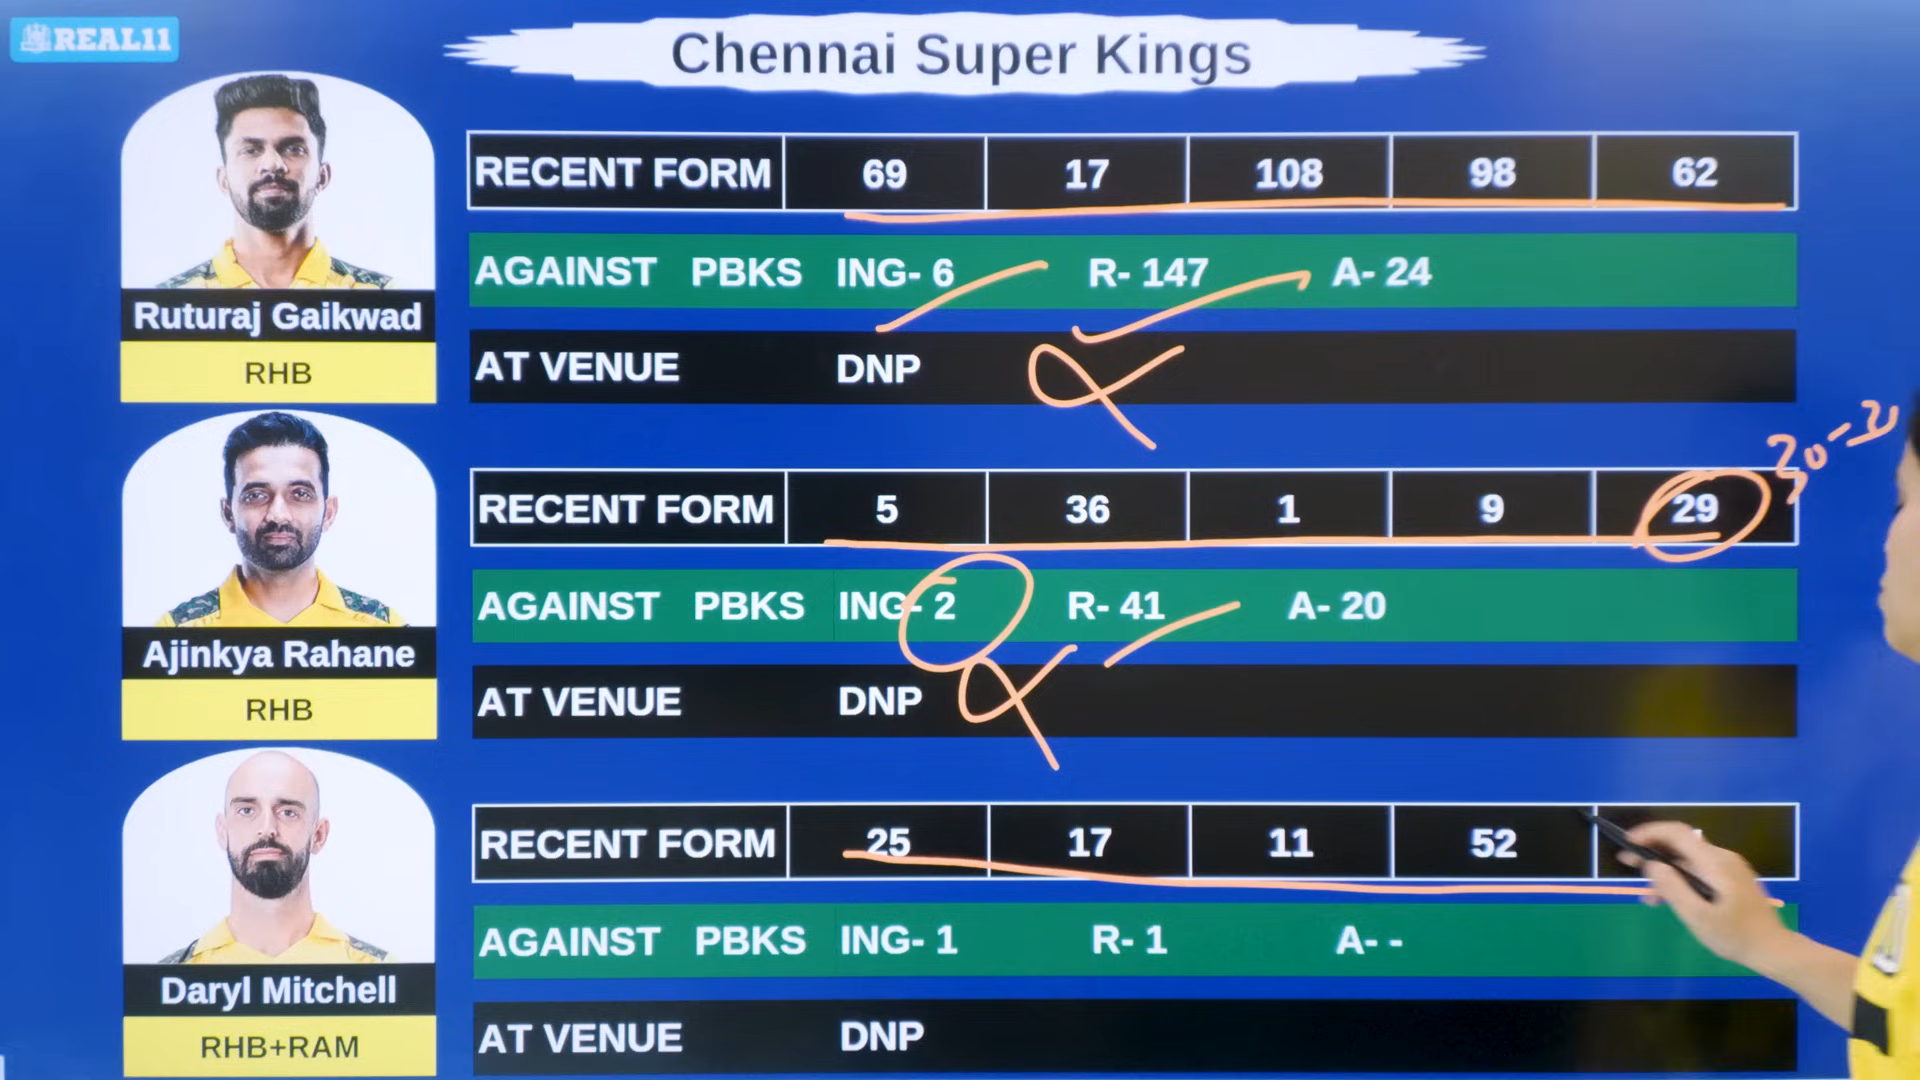 REAL11
Chennai Super Kings
RECENT FORM 69 17 108 98 62
AGAINST PBKS ING- 6 R- 147 A- 24
AT VENUE DNP
Ruturaj Gaikwad
RHB
RECENT FORM 5 36 1 9 29
AGAINST PBKS ING- 2 R- 41 A- 20
AT VENUE DNP
Ajinkya Rahane
RHB
RECENT FORM 25 17 11 52
AGAINST PBKS ING- 1 R- 1 A- -
AT VENUE DNP
Daryl Mitchell
RHB+RAM